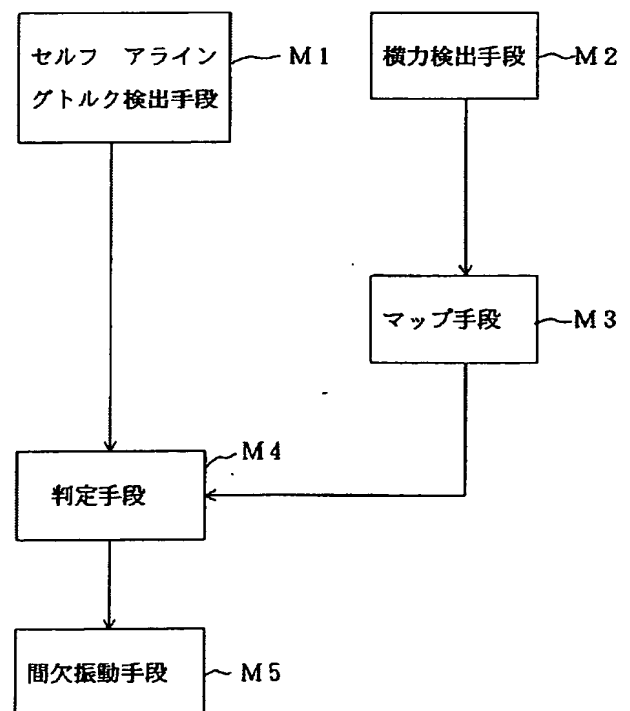 セルフ アライン
グトルク検出手段
M1
横力検出手段
M2
マップ手段
M3
M4
判定手段
間欠振動手段
M5